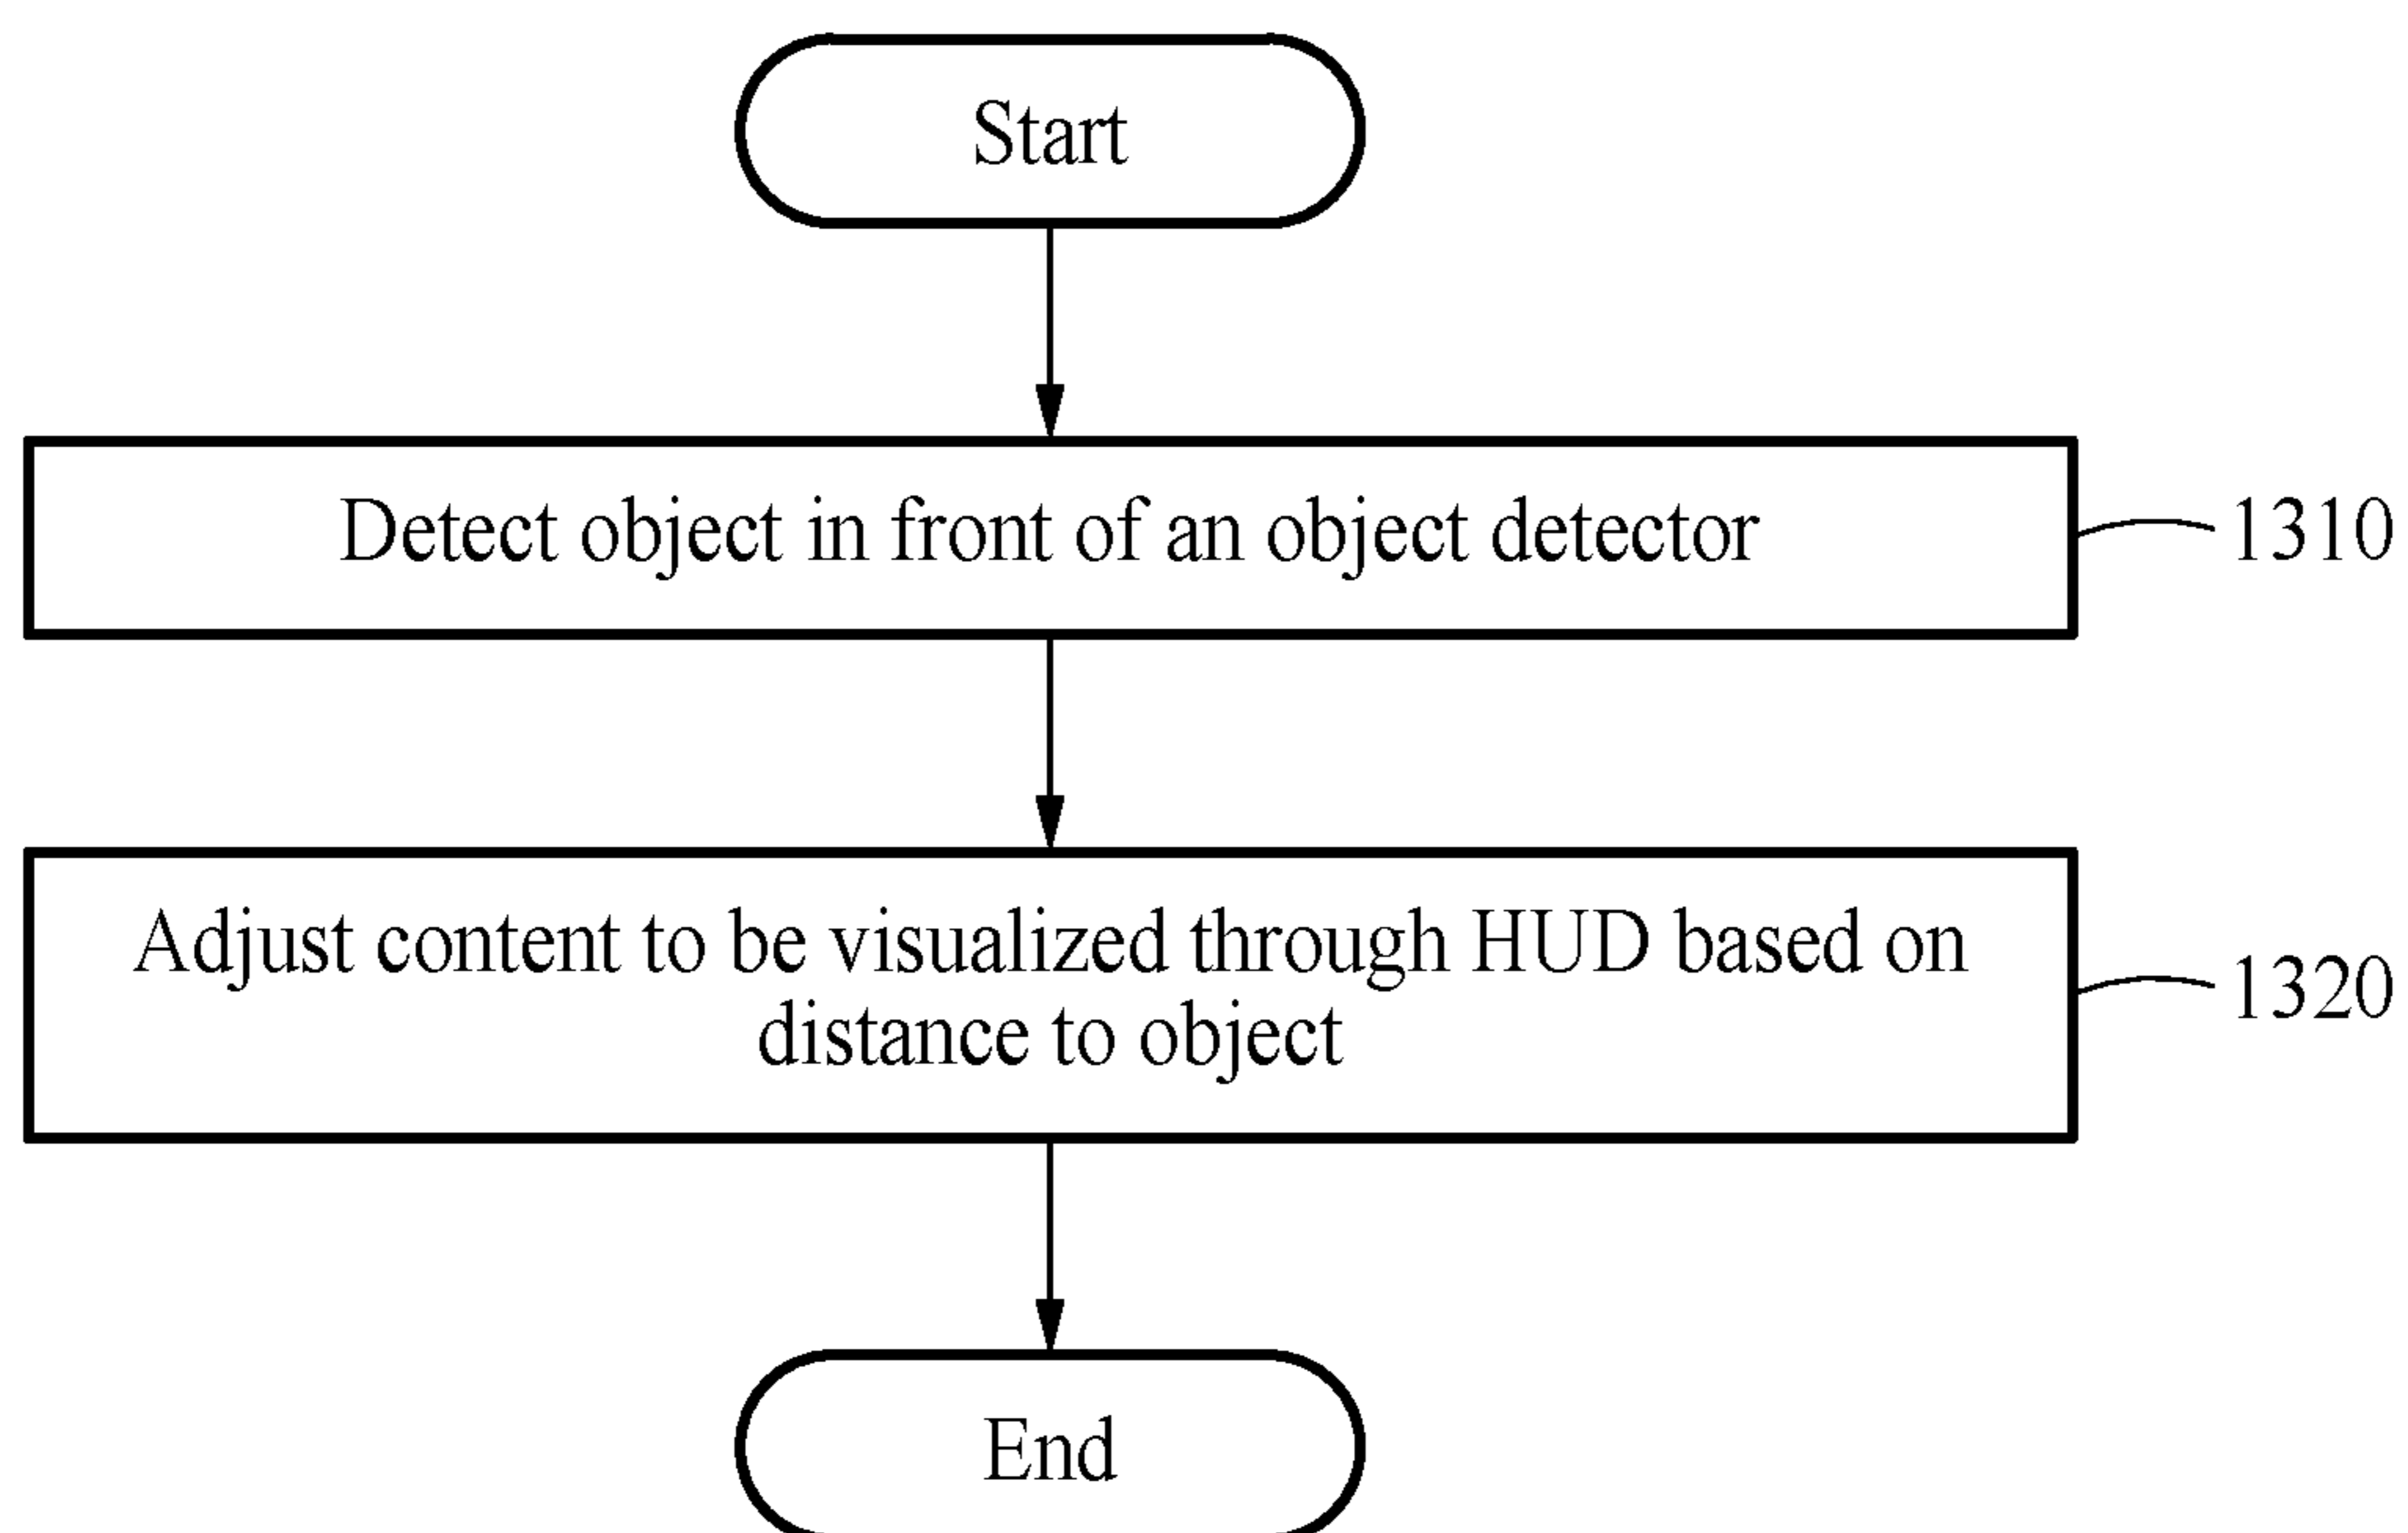 Start
Detect object in front of an object detector
1310
Adjust content to be visualized through HUD based on
distance to object
1320
End